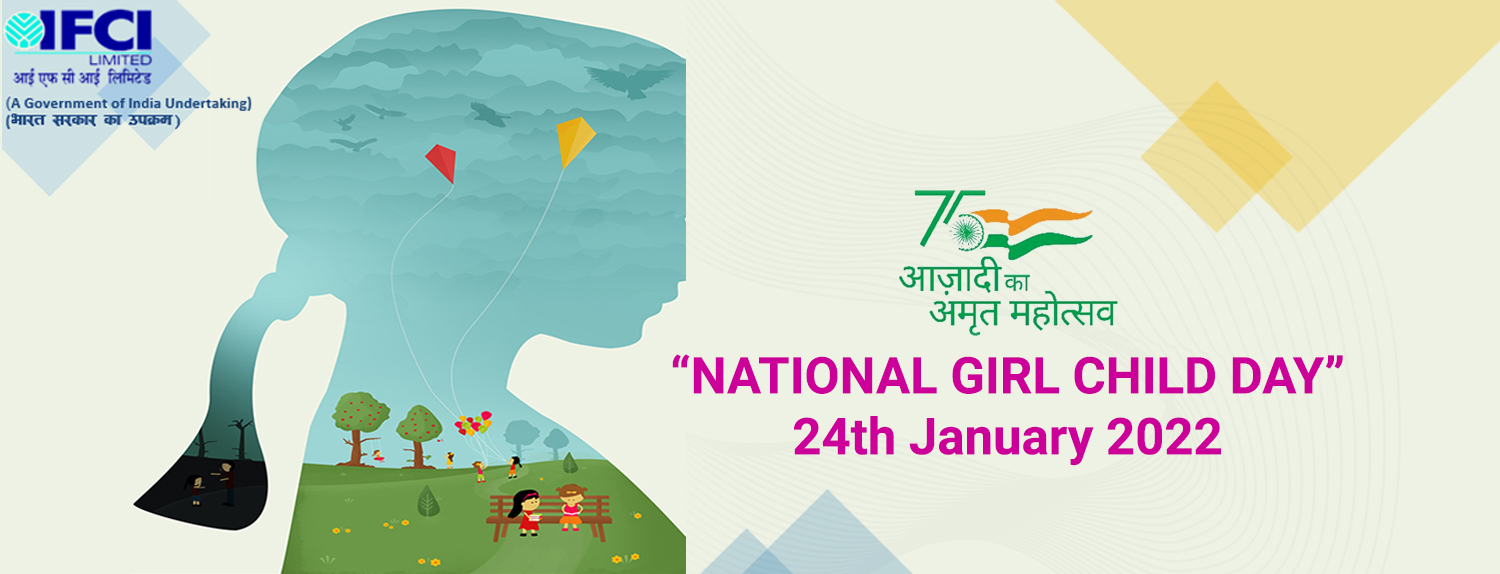 IFCI
LIMITED
आई एफ सी आई लिमिटेड
(A Government of India Undertaking)
(भारत सरकार का उपक्रम)
75
आज़ादी का
अमृत महोत्सव
“NATIONAL GIRL CHILD DAY”
24th January 2022